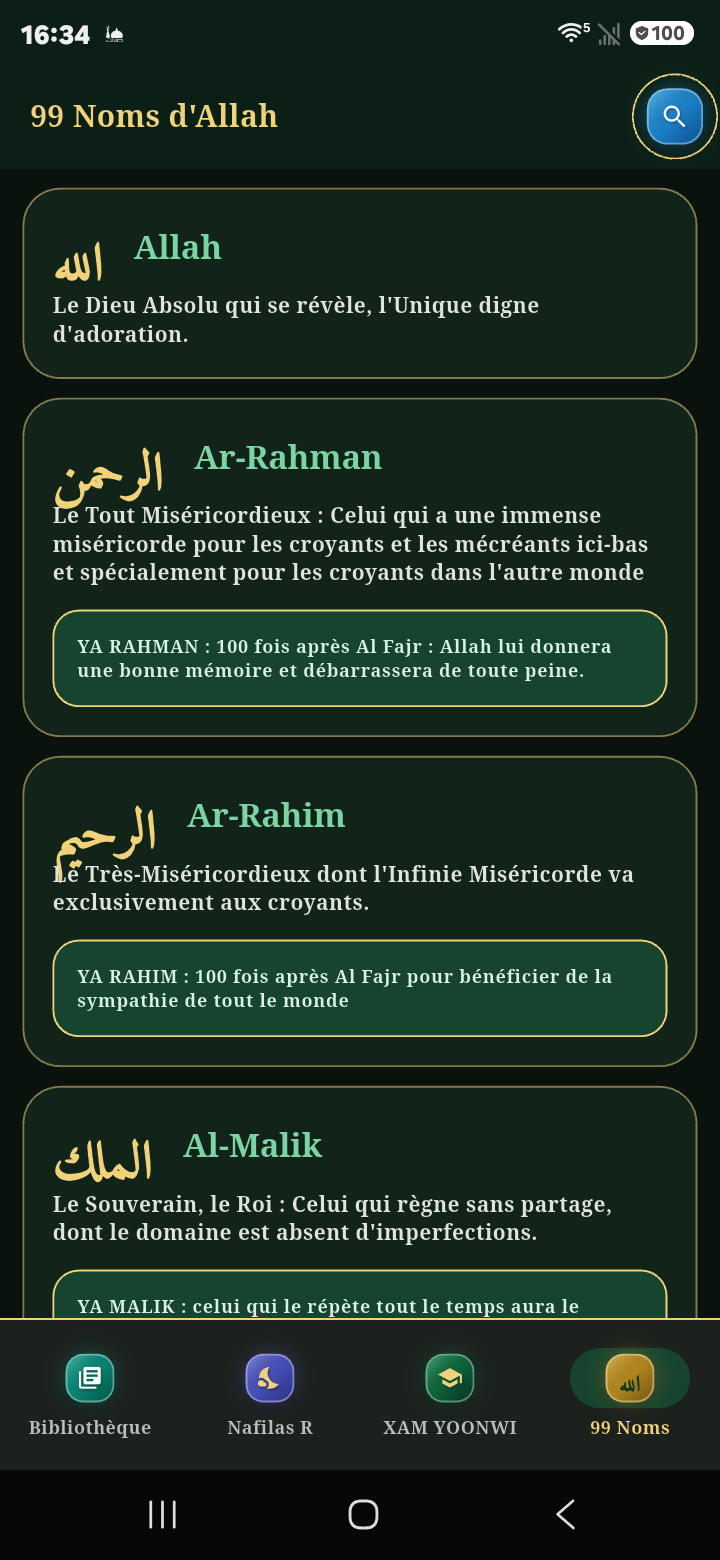 16:34
5
100
99 Noms d'Allah
الله Allah
Le Dieu Absolu qui se révèle, l'Unique digne
d'adoration.
الرحمن Ar-Rahman
Le Tout Miséricordieux : Celui qui a une immense
miséricorde pour les croyants et les mécréants ici-bas
et spécialement pour les croyants dans l'autre monde
YA RAHMAN : 100 fois après Al Fajr : Allah lui donnera
une bonne mémoire et débarrassera de toute peine.
الرحيم Ar-Rahim
Le Très-Miséricordieux dont l'Infinie Miséricorde va
exclusivement aux croyants.
YA RAHIM : 100 fois après Al Fajr pour bénéficier de la
sympathie de tout le monde
الملك Al-Malik
Le Souverain, le Roi : Celui qui règne sans partage,
dont le domaine est absent d'imperfections.
YA MALIK : celui qui le répète tout le temps aura le
الله
Bibliothèque Nafilas R XAM YOONWI 99 Noms